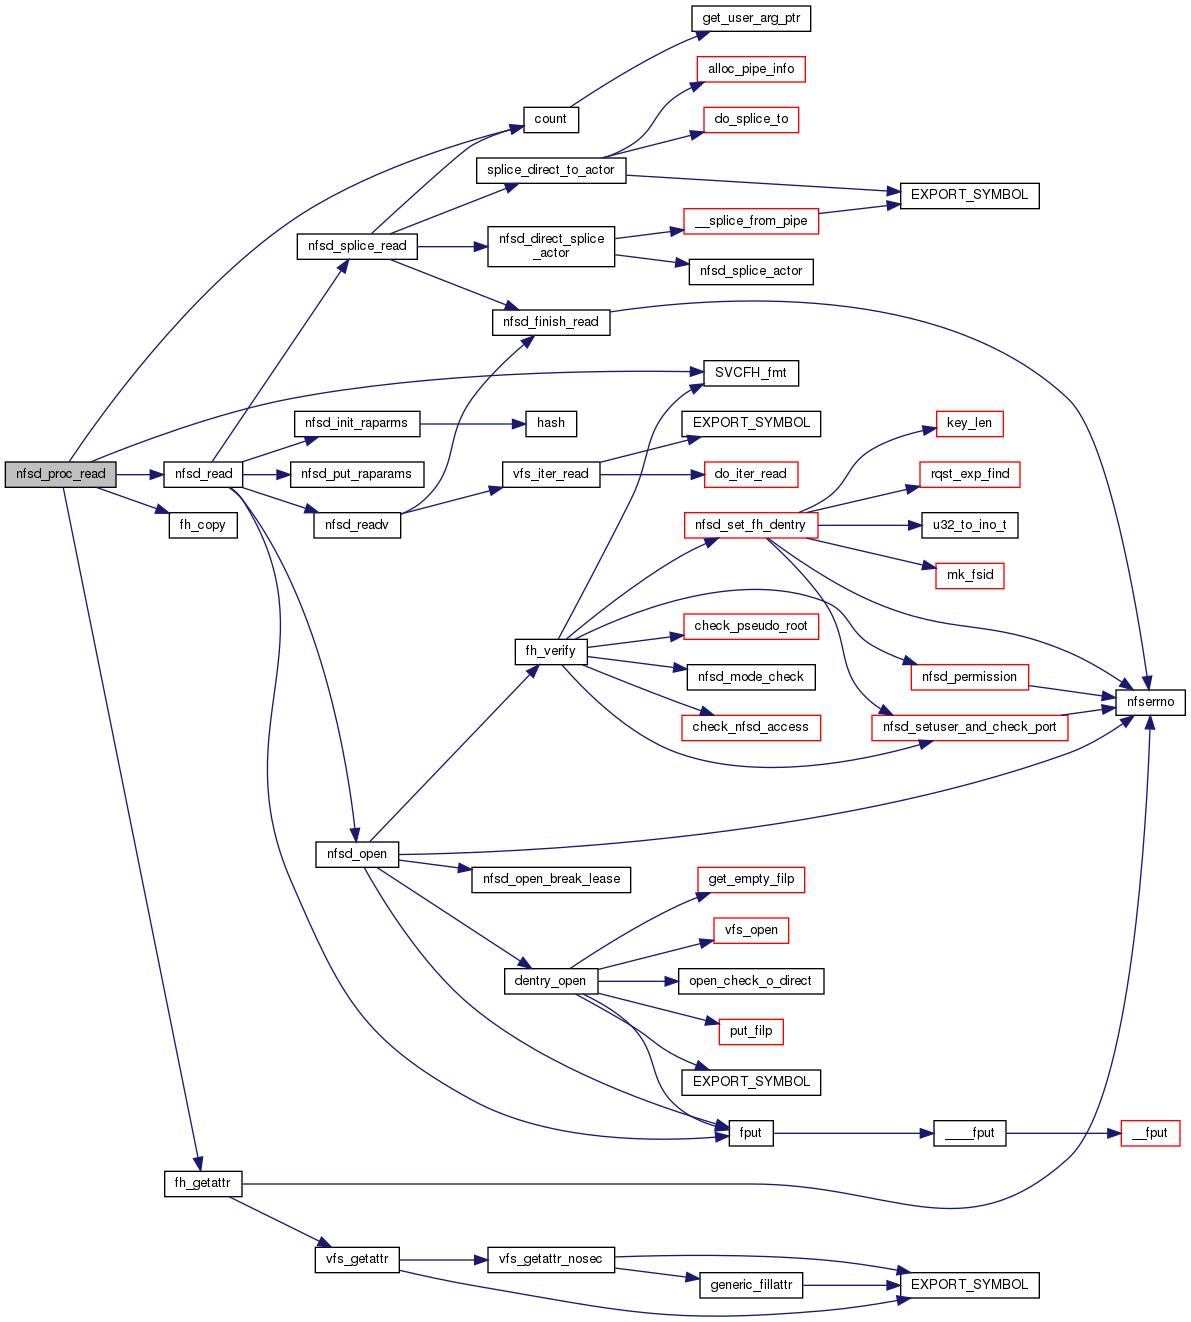 get_user_arg_ptr
alloc_pipe_info
do_splice_to
count
splice_direct_to_actor
EXPORT_SYMBOL
__splice_from_pipe
nfsd_splice_read
nfsd_direct_splice
_actor
nfsd_splice_actor
nfsd_finish_read
SVCFH_fmt
nfsd_init_raparms
hash
EXPORT_SYMBOL
key_len
nfsd_proc_read
nfsd_read
nfsd_put_raparams
vfs_iter_read
do_iter_read
rqst_exp_find
fh_copy
nfsd_readv
nfsd_set_fh_dentry
u32_to_ino_t
mk_fsid
check_pseudo_root
fh_verify
nfsd_mode_check
nfsd_permission
nfserrno
check_nfsd_access
nfsd_setuser_and_check_port
nfsd_open
nfsd_open_break_lease
get_empty_filp
vfs_open
dentry_open
open_check_o_direct
put_filp
EXPORT_SYMBOL
fput
____fput
__fput
fh_getattr
vfs_getattr
vfs_getattr_nosec
generic_fillattr
EXPORT_SYMBOL